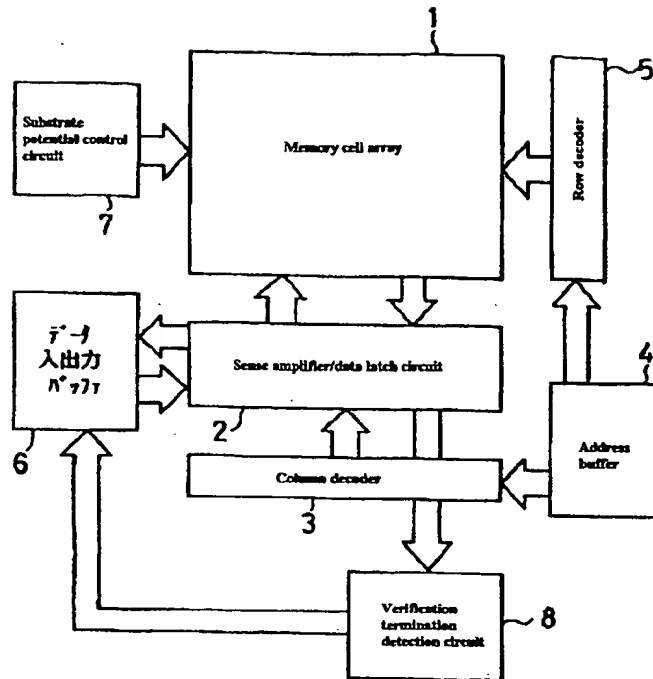 1
5
Substrate
potential control
circuit
Memory cell array
Row decoder
7
データ
入出力
バッファ
Sense amplifier/data latch circuit
4
6
2
Address
buffer
Column decoder
3
Verification
termination
detection circuit
8